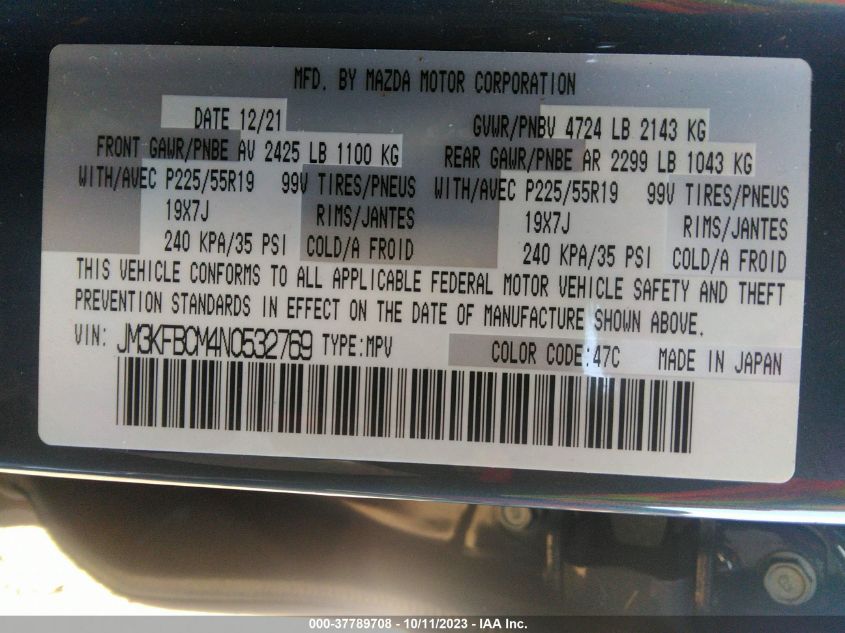 MFD. BY MAZDA MOTOR CORPORATION
DATE 12/21 GVWR/PNBV 4724 LB 2143 KG
FRONT GAWR/PNBE AV 2425 LB 1100 KG REAR GAWR/PNBE AR 2299 LB 1043 KG
WITH/AVEC P225/55R19 99V TIRES/PNEUS WITH/AVEC P225/55R19 99V TIRES/PNEUS
19X7J RIMS/JANTES 19X7J RIMS/JANTES
240 KPA/35 PSI COLD/A FROID 240 KPA/35 PSI COLD/A FROID
THIS VEHICLE CONFORMS TO ALL APPLICABLE FEDERAL MOTOR VEHICLE SAFETY AND THEFT
PREVENTION STANDARDS IN EFFECT ON THE DATE OF MANUFACTURE SHOWN ABOVE.
VIN: JM3KFBCM4N0532769 TYPE:MPV COLOR CODE:47C MADE IN JAPAN
000-37789708 - 10/11/2023 - IAA Inc.